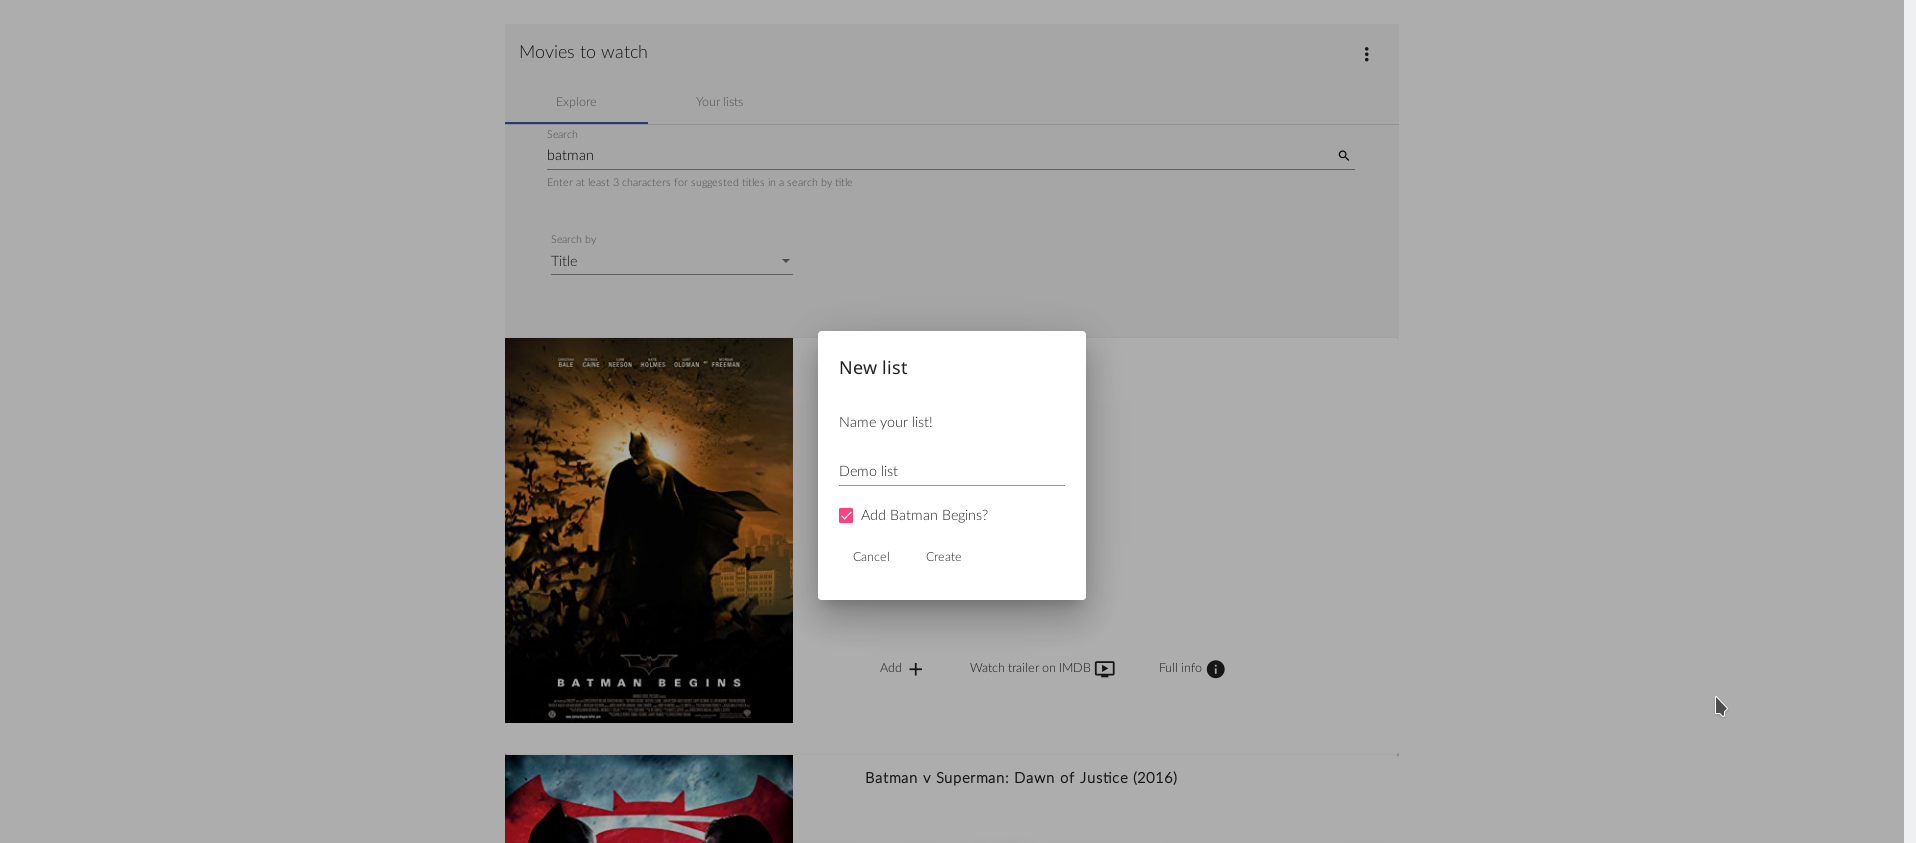 Movies to watch
Explore Your lists
Search
batman
Enter at least 3 characters for suggested titles in a search by title
Search by
Title
BALE CAINE NEESON HOLMES OLDMAN FREEMAN
BATMAN BEGINS
New list
Name your list!
Demo list
Add Batman Begins?
Cancel Create
Add Watch trailer on IMDB Full info
Batman v Superman: Dawn of Justice (2016)